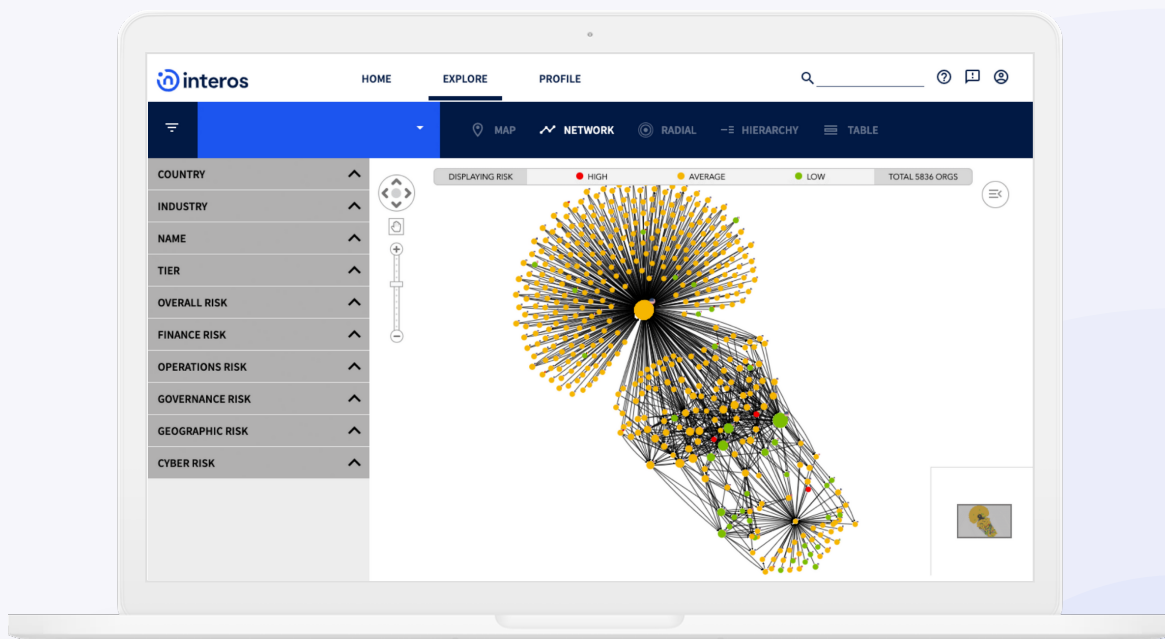 interos
HOME
EXPLORE
PROFILE
MAP
NETWORK
RADIAL
HIERARCHY
TABLE
COUNTRY
INDUSTRY
NAME
TIER
OVERALL RISK
FINANCE RISK
OPERATIONS RISK
GOVERNANCE RISK
GEOGRAPHIC RISK
CYBER RISK
DISPLAYING RISK
HIGH
AVERAGE
LOW
TOTAL 5836 ORGS